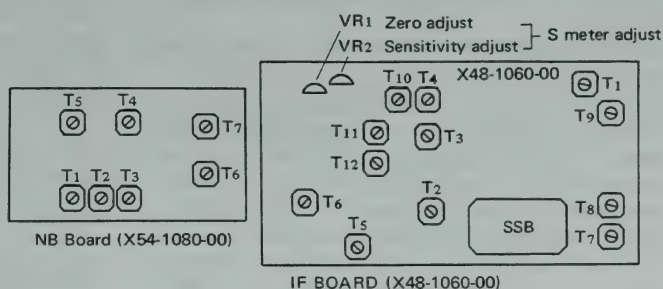 VR1 Zero adjust
VR2 Sensitivity adjust
S meter adjust
X48-1060-00
T10 T4
T1
T9
T5 T4
T7
T11
T3
T12
T6
T1 T2 T3
T6
T2
T8
T5
SSB
T7
NB Board (X54-1080-00)
IF BOARD (X48-1060-00)